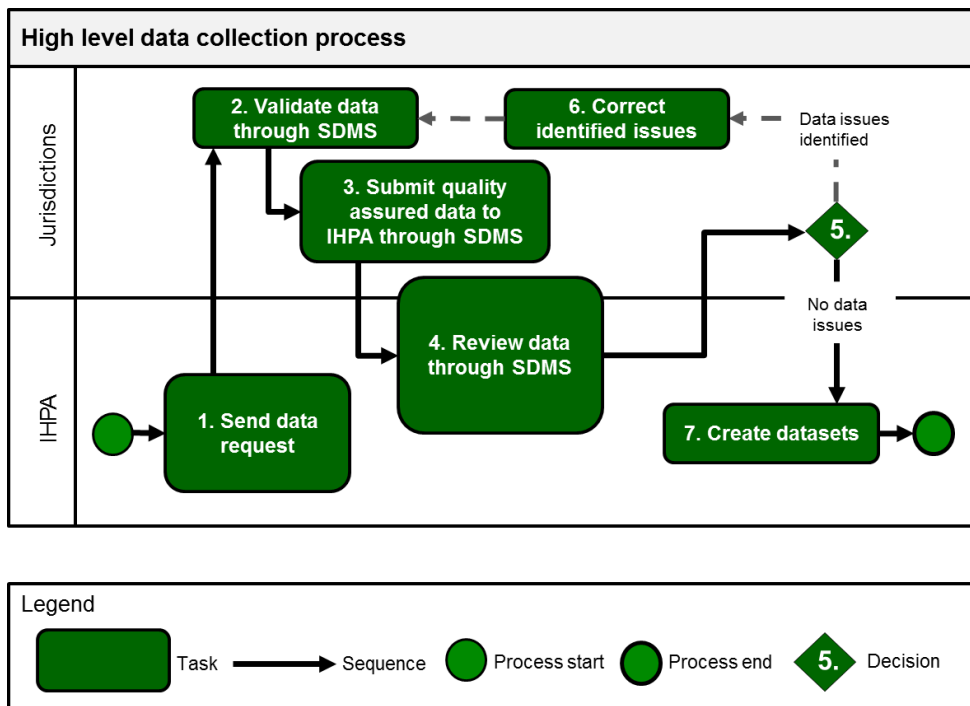 High level data collection process
Jurisdictions
2. Validate data
through SDMS
6. Correct
identified issues
Data issues
identified
3. Submit quality
assured data to
IHPA through SDMS
5.
No data
issues
IHPA
4. Review data
through SDMS
1. Send data
request
7. Create datasets
Legend
Task
Sequence
Process start
Process end
5.
Decision